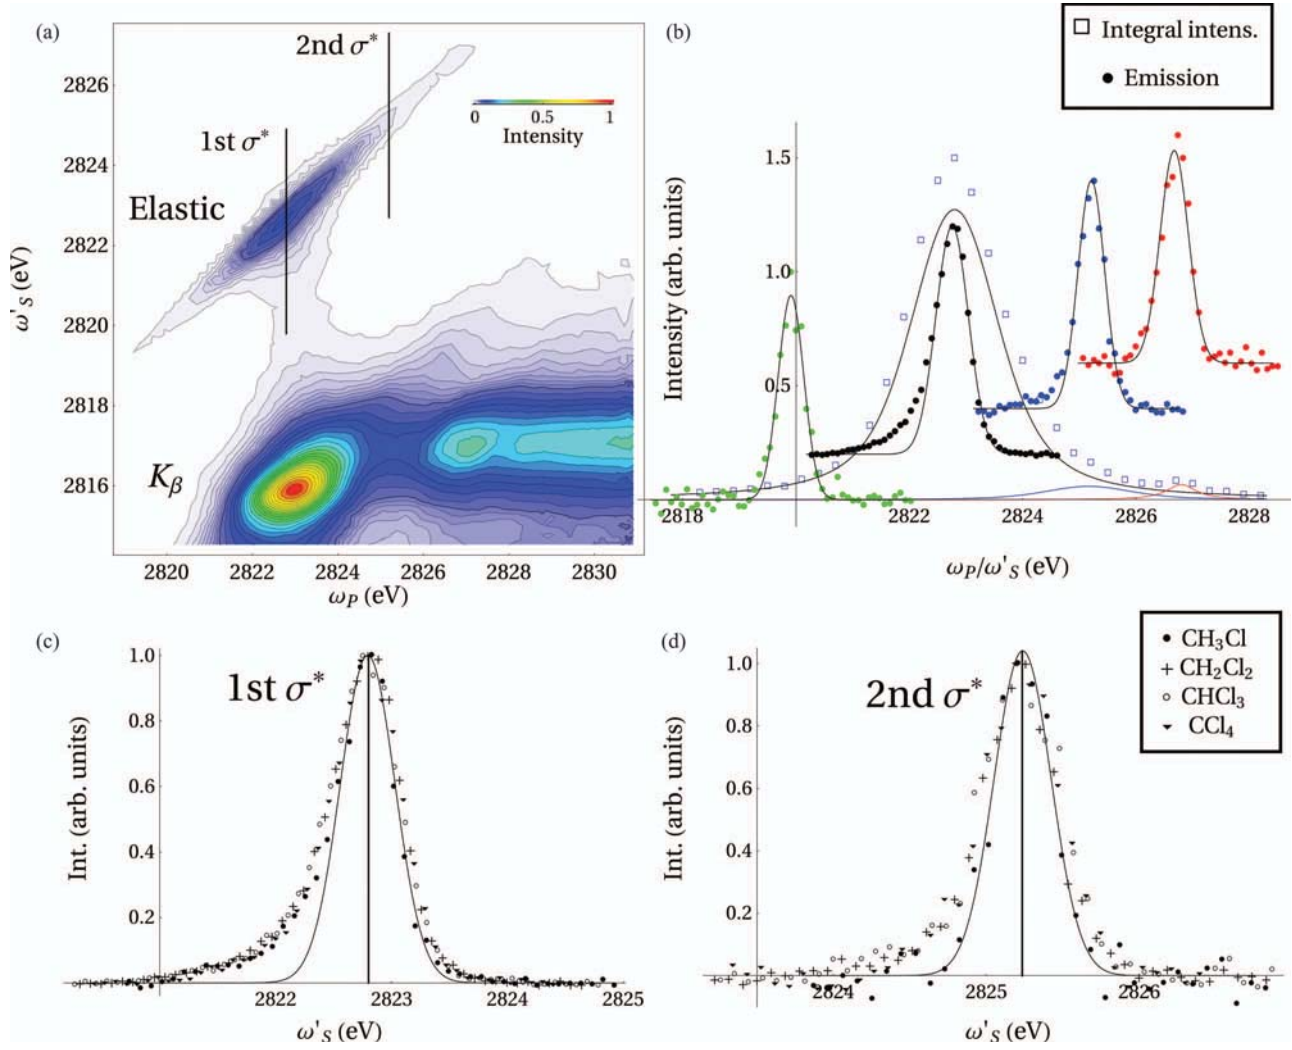 (a)
2nd σ*
1st σ*
Elastic
Kβ
0 0.5 1
Intensity
2826
2824
2822
2820
2818
2816
ω'S (eV)
2820 2822 2824 2826 2828 2830
ωP (eV)
(b)
Integral intens.
Emission
1.5
1.0
0.5
Intensity (arb. units)
2818 2822 2824 2826 2828
ωP/ω'S (eV)
(c)
1st σ*
1.0
0.8
0.6
0.4
0.2
Int. (arb. units)
2822 2823 2824 2825
ω'S (eV)
(d)
2nd σ*
CH3Cl
CH2Cl2
CHCl3
CCl4
1.0
0.8
0.6
0.4
0.2
Int. (arb. units)
2824 2825 2826
ω'S (eV)